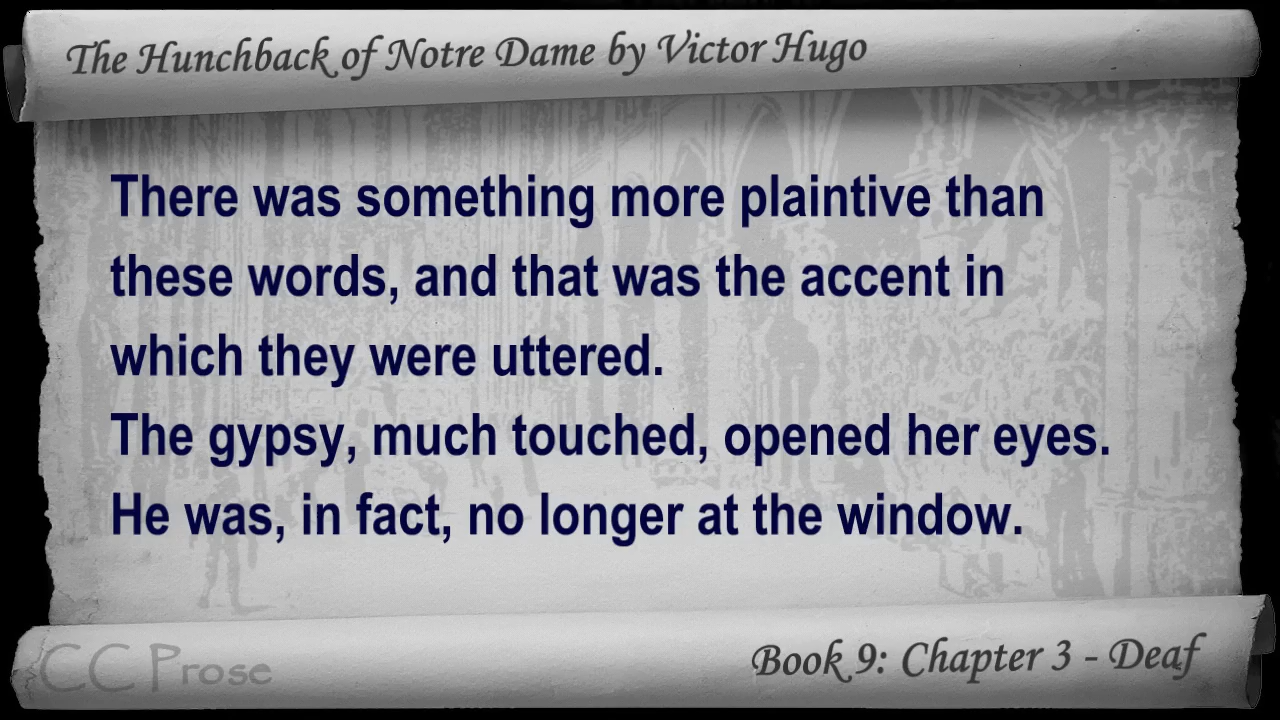 The Hunchback of Notre Dame by Victor Hugo
There was something more plaintive than
these words, and that was the accent in
which they were uttered.
The gypsy, much touched, opened her eyes.
He was, in fact, no longer at the window.
CC Prose
Book 9: Chapter 3 - Deaf